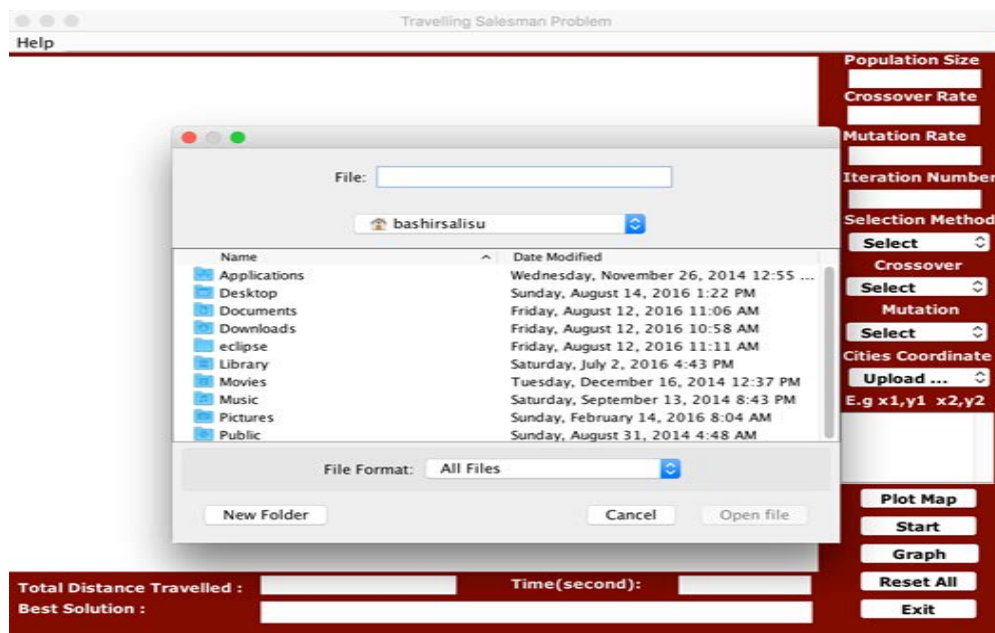 Travelling Salesman Problem
Help
Population Size
Crossover Rate
Mutation Rate
Iteration Number
Selection Method
Select
Crossover
Select
Mutation
Select
Cities Coordinate
Upload ...
E.g x1,y1 x2,y2
File:
bashirsalisu
Name Date Modified
Applications Wednesday, November 26, 2014 12:55 ...
Desktop Sunday, August 14, 2016 1:22 PM
Documents Friday, August 12, 2016 11:06 AM
Downloads Friday, August 12, 2016 10:58 AM
eclipse Friday, August 12, 2016 11:11 AM
Library Saturday, July 2, 2016 4:43 PM
Movies Tuesday, December 16, 2014 12:37 PM
Music Saturday, September 13, 2014 8:43 PM
Pictures Sunday, February 14, 2016 8:04 AM
Public Sunday, August 31, 2014 4:48 AM
File Format: All Files
New Folder Cancel Open file
Plot Map
Start
Graph
Reset All
Exit
Total Distance Travelled : Time(second):
Best Solution :